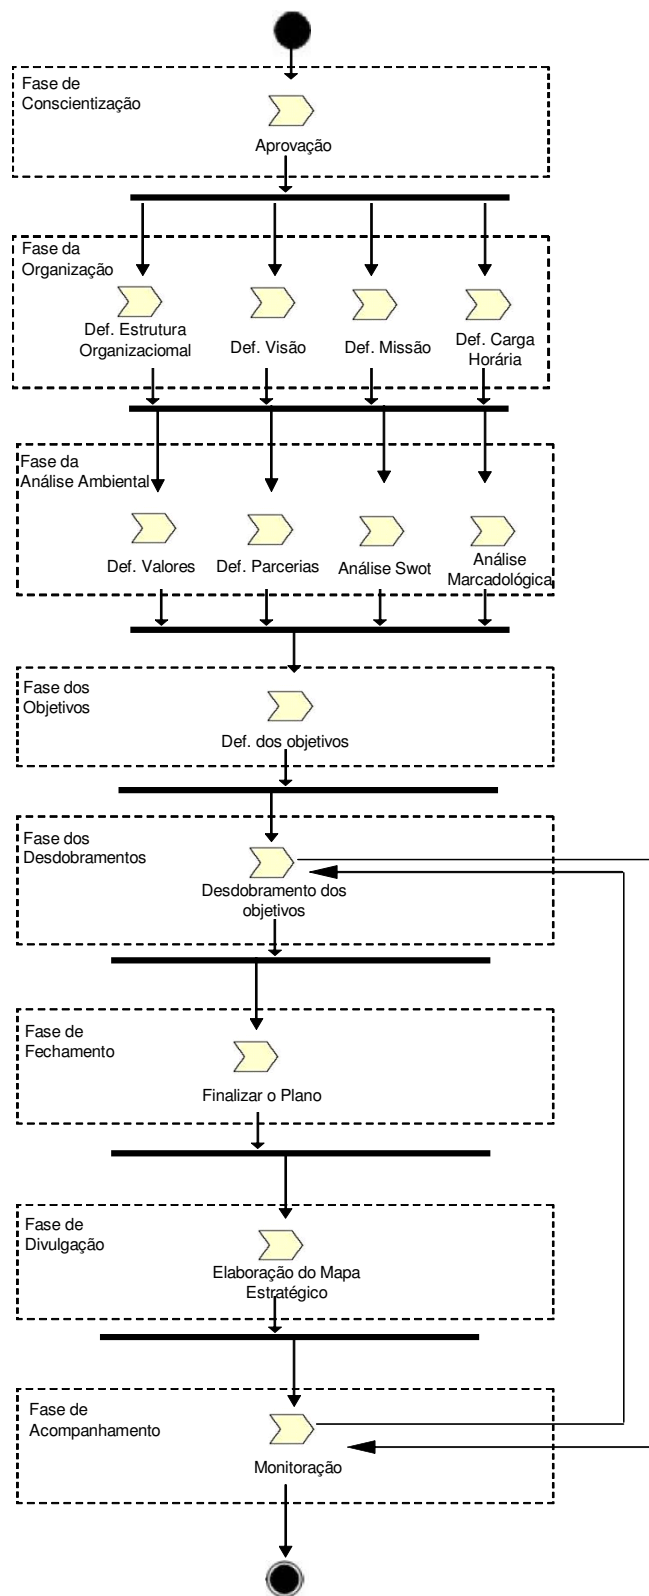 Fase de
Conscientização
Aprovação
Fase da
Organização
Def. Estrutura
Organizaciomal
Def. Visão
Def. Missão
Def. Carga
Horária
Fase da
Análise Ambiental
Def. Valores
Def. Parcerias
Análise Swot
Análise
Marcadológica
Fase dos
Objetivos
Def. dos objetivos
Fase dos
Desdobramentos
Desdobramento dos
objetivos
Fase de
Fechamento
Finalizar o Plano
Fase de
Divulgação
Elaboração do Mapa
Estratégico
Fase de
Acompanhamento
Monitoração